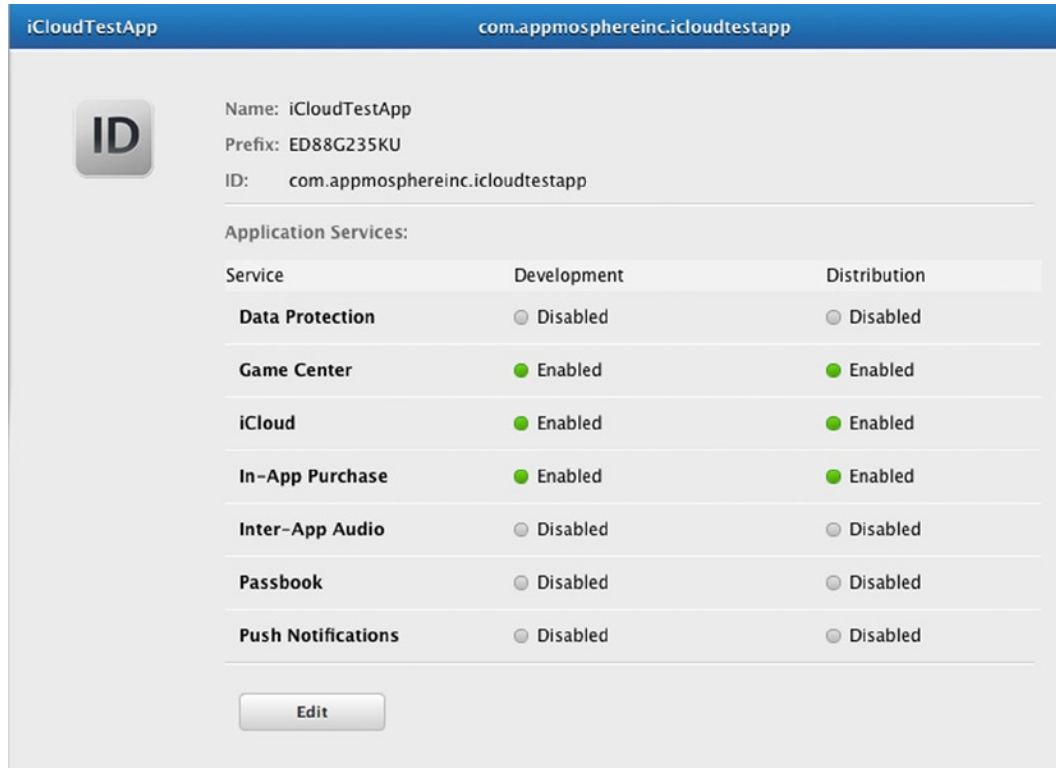 iCloudTestApp com.appmosphereinc.icloudtestapp
ID
Name: iCloudTestApp
Prefix: ED88G235KU
ID: com.appmosphereinc.icloudtestapp
Application Services:
Service Development Distribution
Data Protection Disabled Disabled
Game Center Enabled Enabled
iCloud Enabled Enabled
In-App Purchase Enabled Enabled
Inter-App Audio Disabled Disabled
Passbook Disabled Disabled
Push Notifications Disabled Disabled
Edit